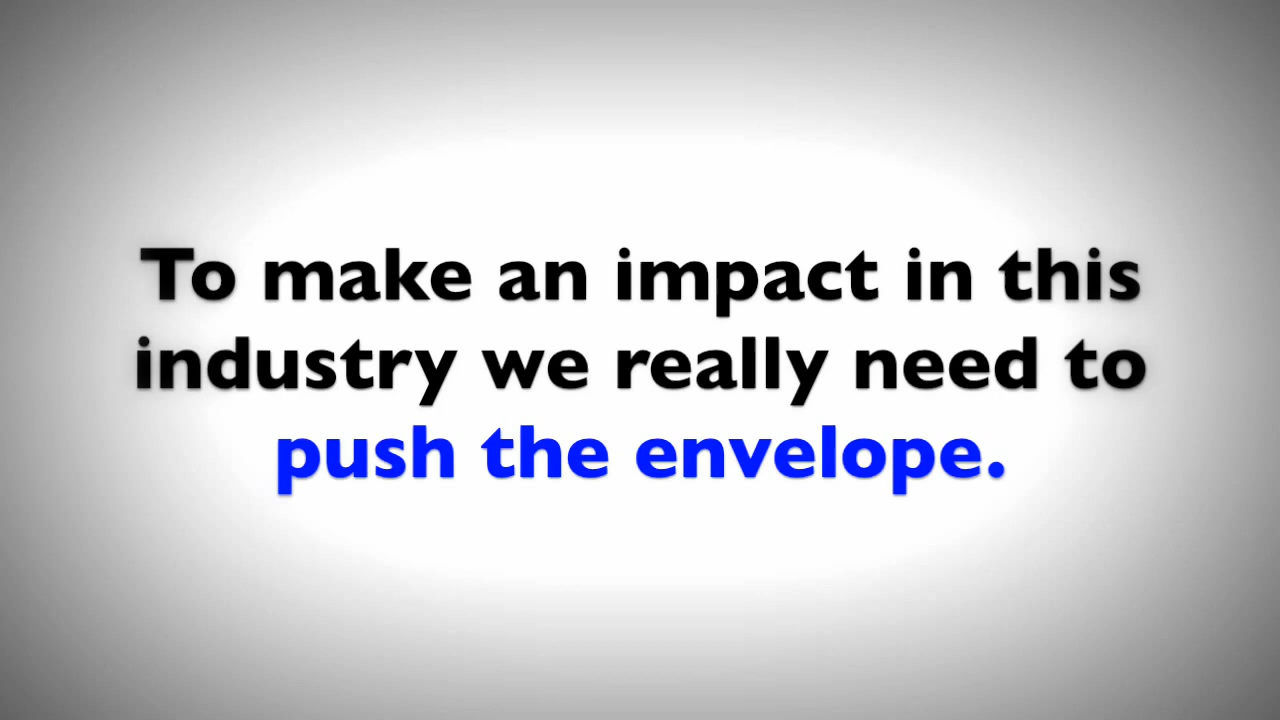 To make an impact in this
industry we really need to
push the envelope.